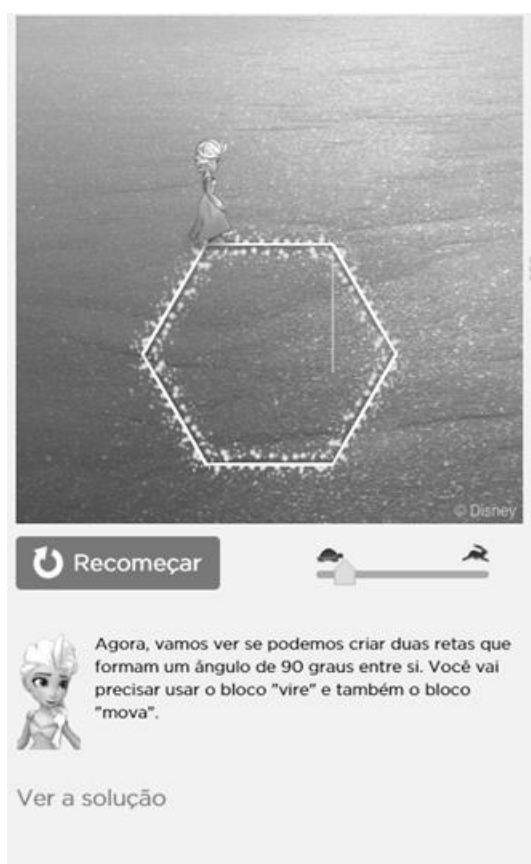 © Disney
Recomeçar
Agora, vamos ver se podemos criar duas retas que
formam um ângulo de 90 graus entre si. Você vai
precisar usar o bloco "vire" e também o bloco
"mova".
Ver a solução